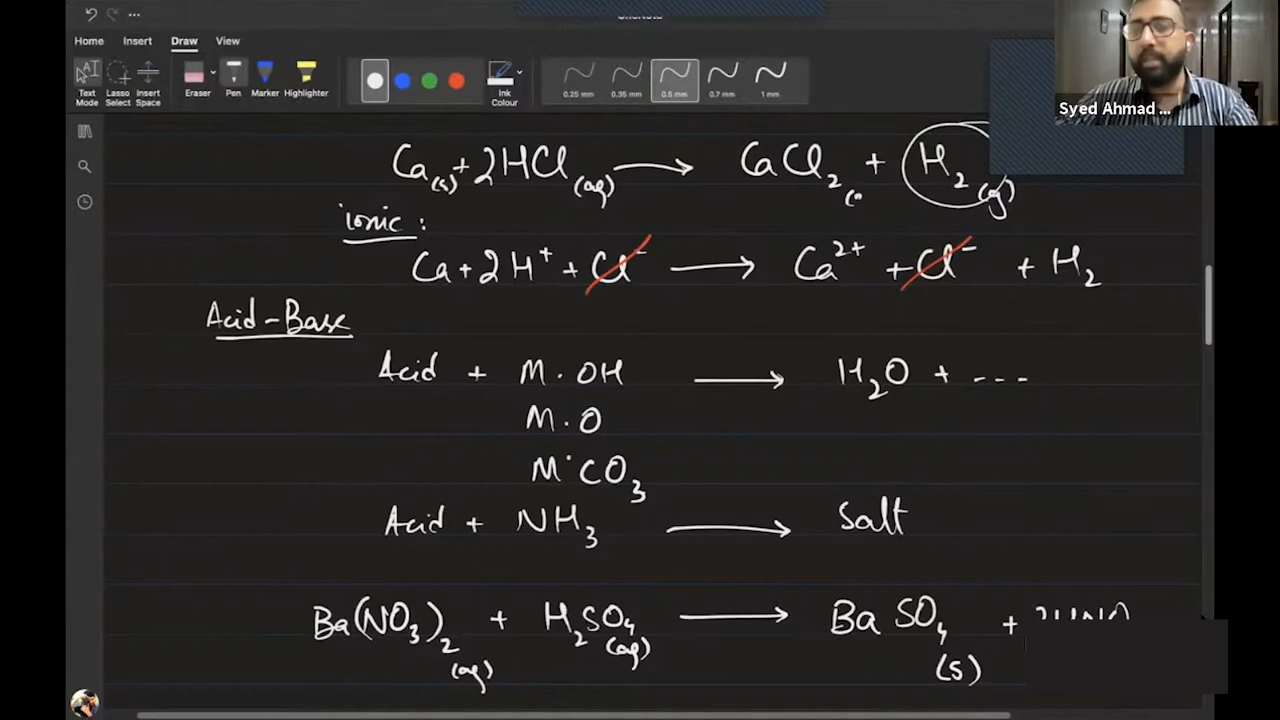 Home Insert Draw View
Text Mode Lasso Select Insert Space Eraser Pen Marker Highlighter Ink Colour 0.25 mm 0.35 mm 0.5 mm 0.7 mm 1 mm
Syed Ahmad ...
Ca(s) + 2HCl(aq) → CaCl₂ + H₂(g)
ionic:
Ca + 2H⁺ + Cl⁻ → Ca²⁺ + Cl⁻ + H₂
Acid-Base
Acid + M·OH → H₂O + ---
M·O
M·CO₃
Acid + NH₃ → Salt
Ba(NO₃)₂(aq) + H₂SO₄(aq) → BaSO₄(s) +